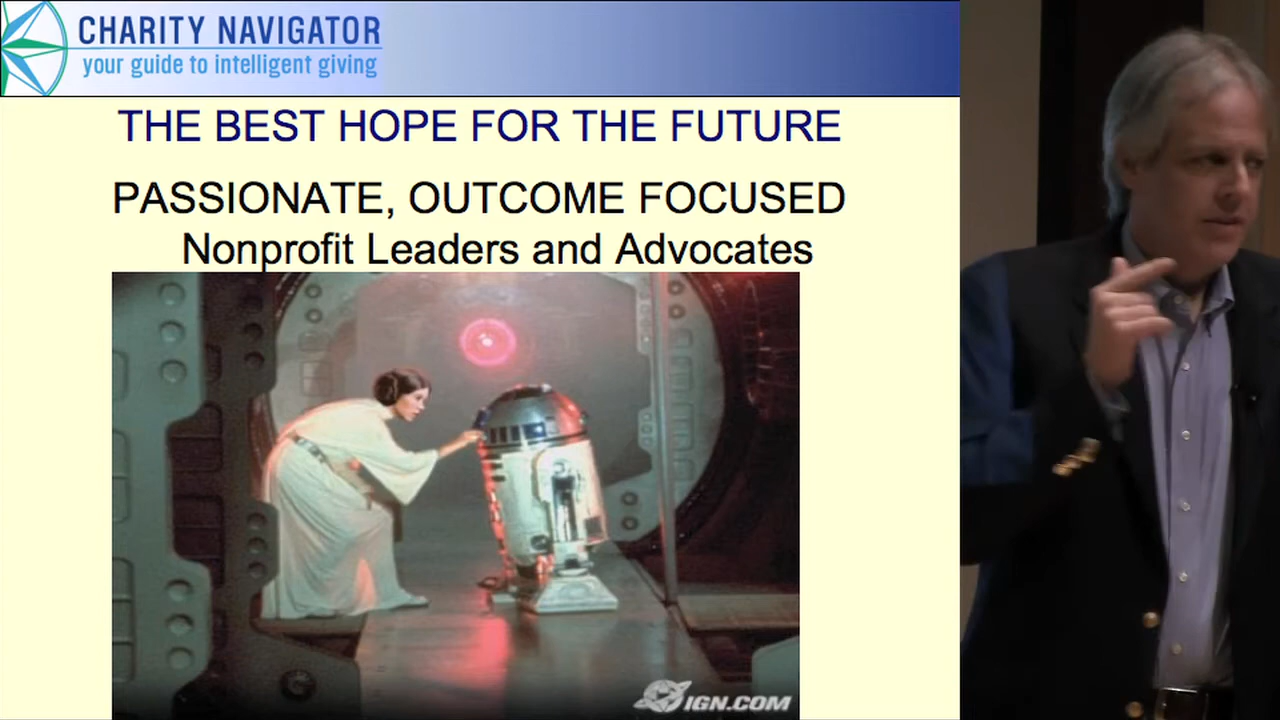 CHARITY NAVIGATOR
your guide to intelligent giving
THE BEST HOPE FOR THE FUTURE
PASSIONATE, OUTCOME FOCUSED
Nonprofit Leaders and Advocates
IGN.COM